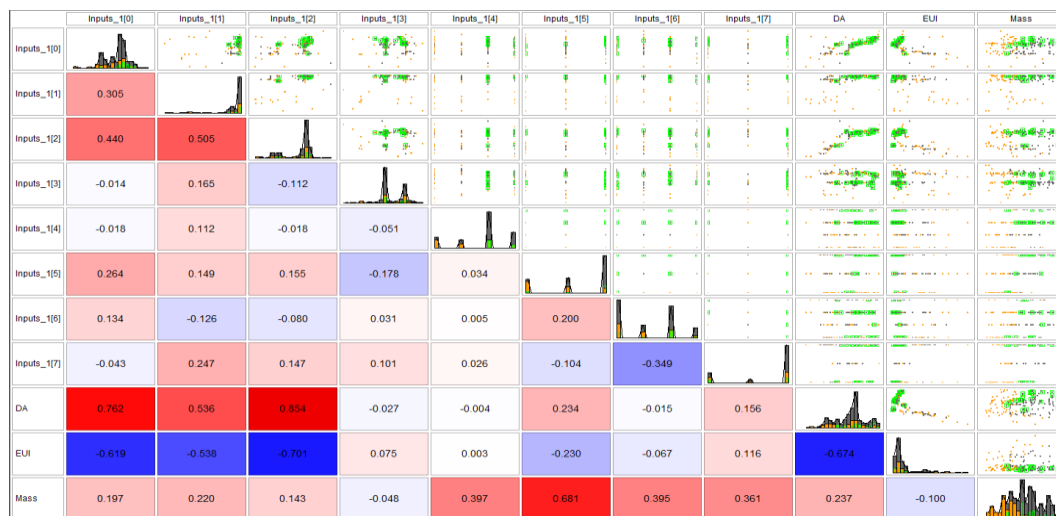 Inputs_1[0] Inputs_1[1] Inputs_1[2] Inputs_1[3] Inputs_1[4] Inputs_1[5] Inputs_1[6] Inputs_1[7] DA EUI Mass
Inputs_1[0]
Inputs_1[1] 0.305
Inputs_1[2] 0.440 0.505
Inputs_1[3] -0.014 0.165 -0.112
Inputs_1[4] -0.018 0.112 -0.018 -0.051
Inputs_1[5] 0.264 0.149 0.155 -0.178 0.034
Inputs_1[6] 0.134 -0.126 -0.080 0.031 0.005 0.200
Inputs_1[7] -0.043 0.247 0.147 0.101 0.026 -0.104 -0.349
DA 0.762 0.536 0.854 -0.027 -0.004 0.234 -0.015 0.156
EUI -0.619 -0.538 -0.701 0.075 0.003 -0.230 -0.067 0.116 -0.674
Mass 0.197 0.220 0.143 -0.048 0.397 0.681 0.395 0.361 0.237 -0.100